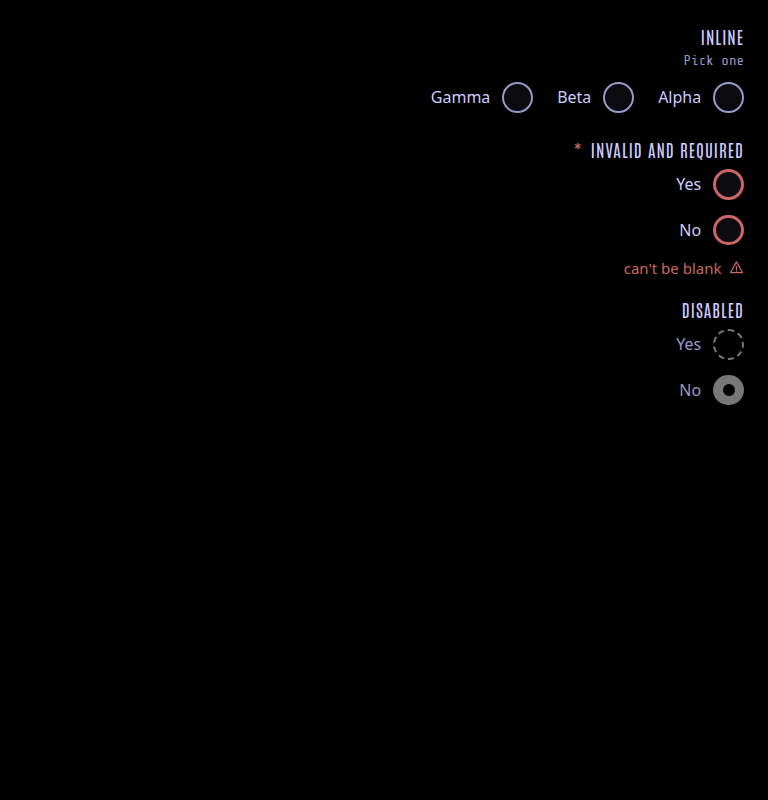 INLINE
Pick one
Gamma Beta Alpha
* INVALID AND REQUIRED
Yes
No
can't be blank
DISABLED
Yes
No